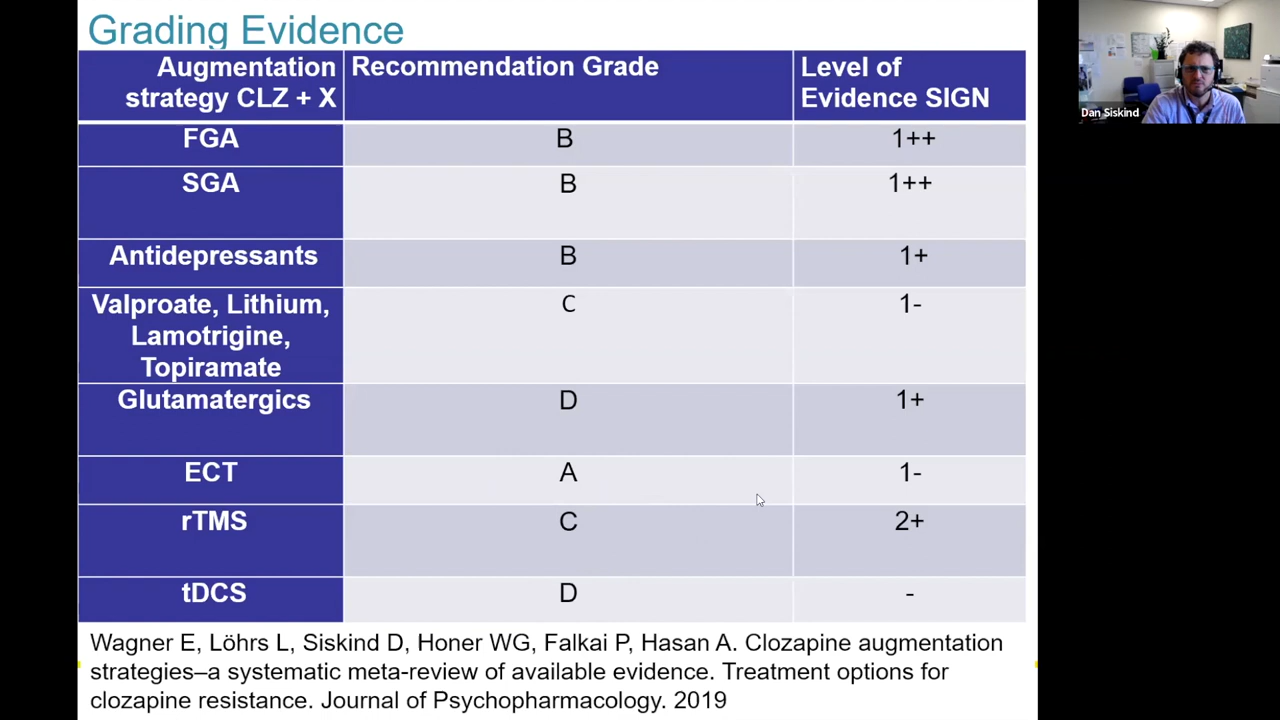 Grading Evidence
Augmentation strategy CLZ + X Recommendation Grade Level of Evidence SIGN
FGA B 1++
SGA B 1++
Antidepressants B 1+
Valproate, Lithium, Lamotrigine, Topiramate C 1-
Glutamatergics D 1+
ECT A 1-
rTMS C 2+
tDCS D -
Wagner E, Löhrs L, Siskind D, Honer WG, Falkai P, Hasan A. Clozapine augmentation
strategies–a systematic meta-review of available evidence. Treatment options for
clozapine resistance. Journal of Psychopharmacology. 2019
Dan Siskind